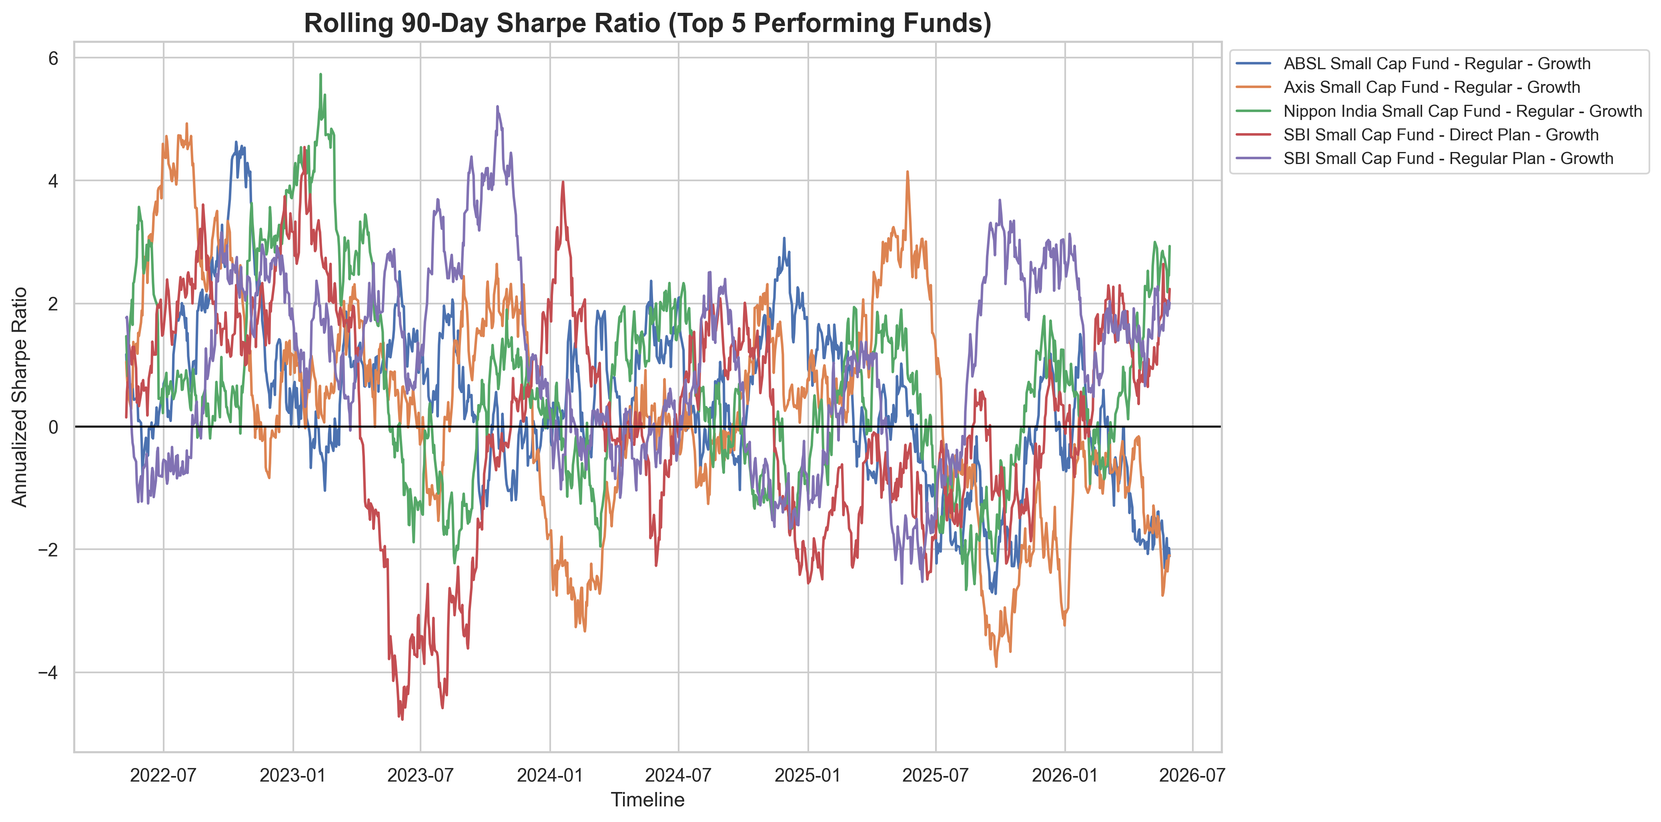 Rolling 90-Day Sharpe Ratio (Top 5 Performing Funds)
ABSL Small Cap Fund - Regular - Growth
Axis Small Cap Fund - Regular - Growth
Nippon India Small Cap Fund - Regular - Growth
SBI Small Cap Fund - Direct Plan - Growth
SBI Small Cap Fund - Regular Plan - Growth
Annualized Sharpe Ratio
6
4
2
0
−2
−4
2022-07 2023-01 2023-07 2024-01 2024-07 2025-01 2025-07 2026-01 2026-07
Timeline